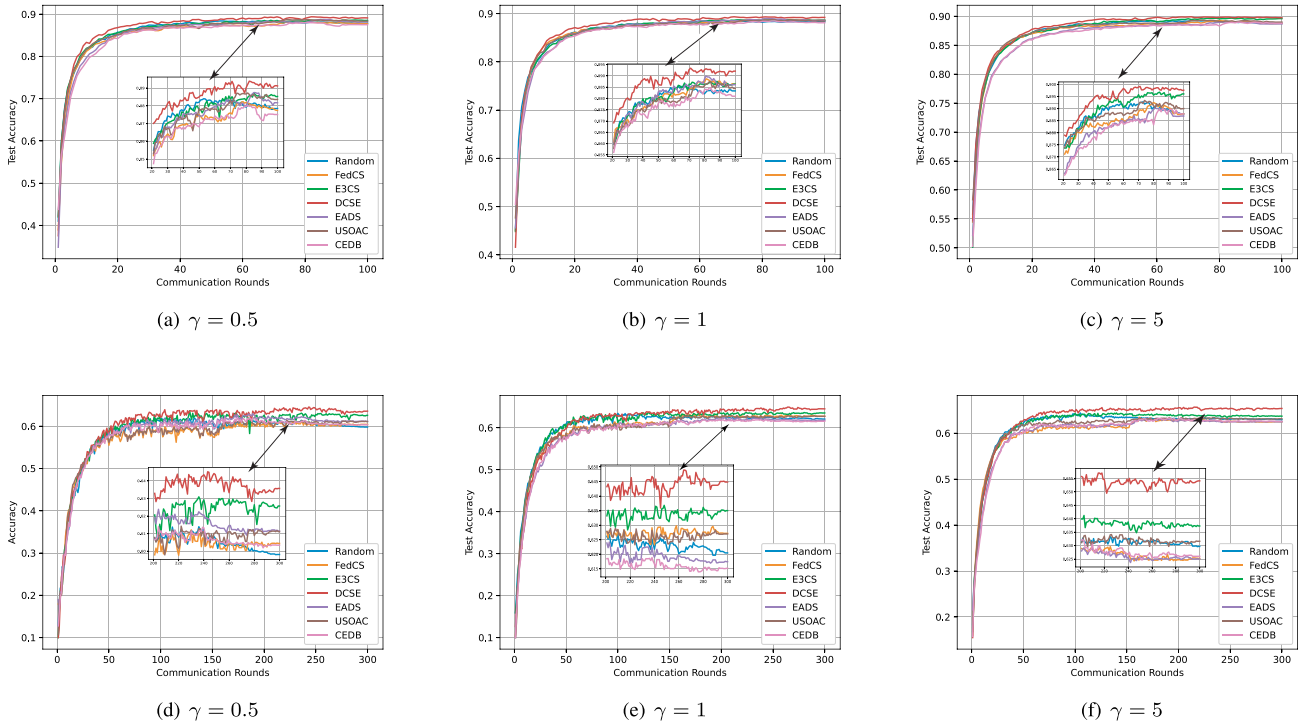 0.9
0.8
0.7
0.6
0.5
0.4
Test Accuracy
0 20 40 60 80 100
Communication Rounds
Random
FedCS
E3CS
DCSE
EADS
USOAC
CEDB
(a) γ = 0.5
0.9
0.8
0.7
0.6
0.5
0.4
Test Accuracy
0 20 40 60 80 100
Communication Rounds
Random
FedCS
E3CS
DCSE
EADS
USOAC
CEDB
(b) γ = 1
0.90
0.85
0.80
0.75
0.70
0.65
0.60
0.55
0.50
Test Accuracy
0 20 40 60 80 100
Communication Rounds
Random
FedCS
E3CS
DCSE
EADS
USOAC
CEDB
(c) γ = 5
0.6
0.5
0.4
0.3
0.2
0.1
Accuracy
0 50 100 150 200 250 300
Communication Rounds
Random
FedCS
E3CS
DCSE
EADS
USOAC
CEDB
(d) γ = 0.5
0.6
0.5
0.4
0.3
0.2
0.1
Test Accuracy
0 50 100 150 200 250 300
Communication Rounds
Random
FedCS
E3CS
DCSE
EADS
USOAC
CEDB
(e) γ = 1
0.6
0.5
0.4
0.3
0.2
Test Accuracy
0 50 100 150 200 250 300
Communication Rounds
Random
FedCS
E3CS
DCSE
EADS
USOAC
CEDB
(f) γ = 5